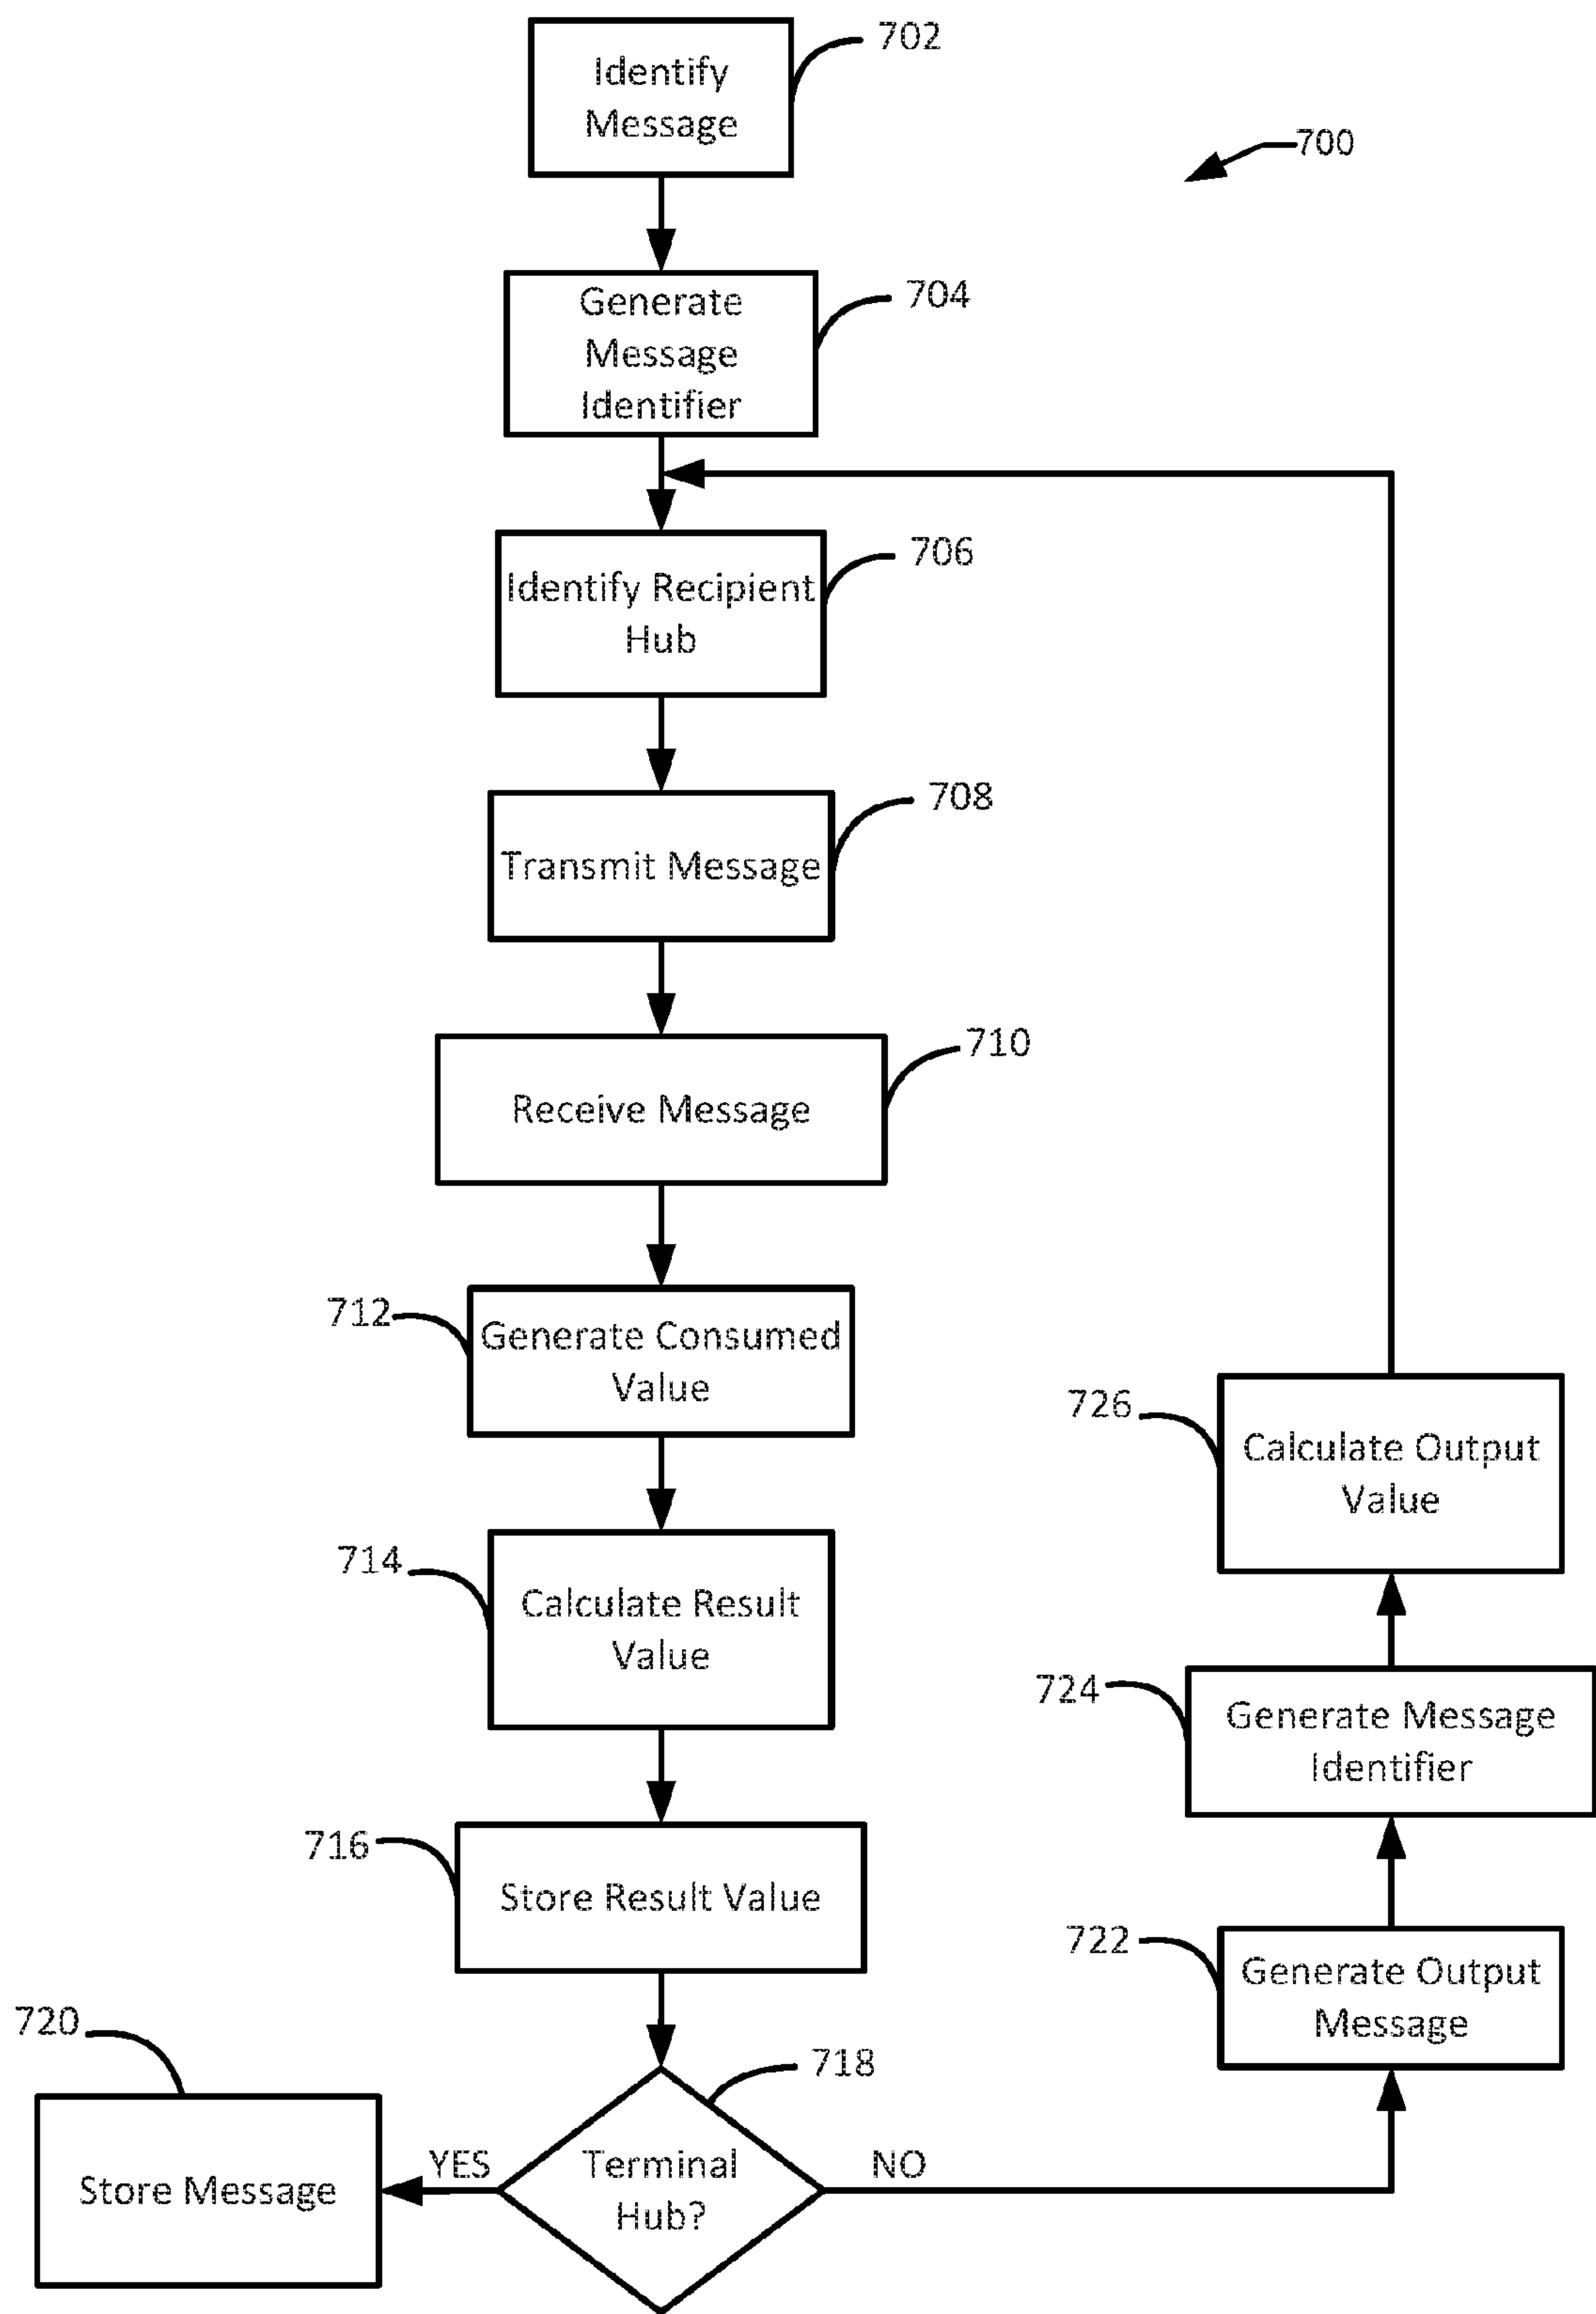 702
Identify
Message
700
704
Generate
Message
Identifier
706
Identify Recipient
Hub
708
Transmit Message
710
Receive Message
712
Generate Consumed
Value
714
Calculate Result
Value
716
Store Result Value
718
Terminal
Hub?
YES
NO
720
Store Message
722
Generate Output
Message
724
Generate Message
Identifier
726
Calculate Output
Value